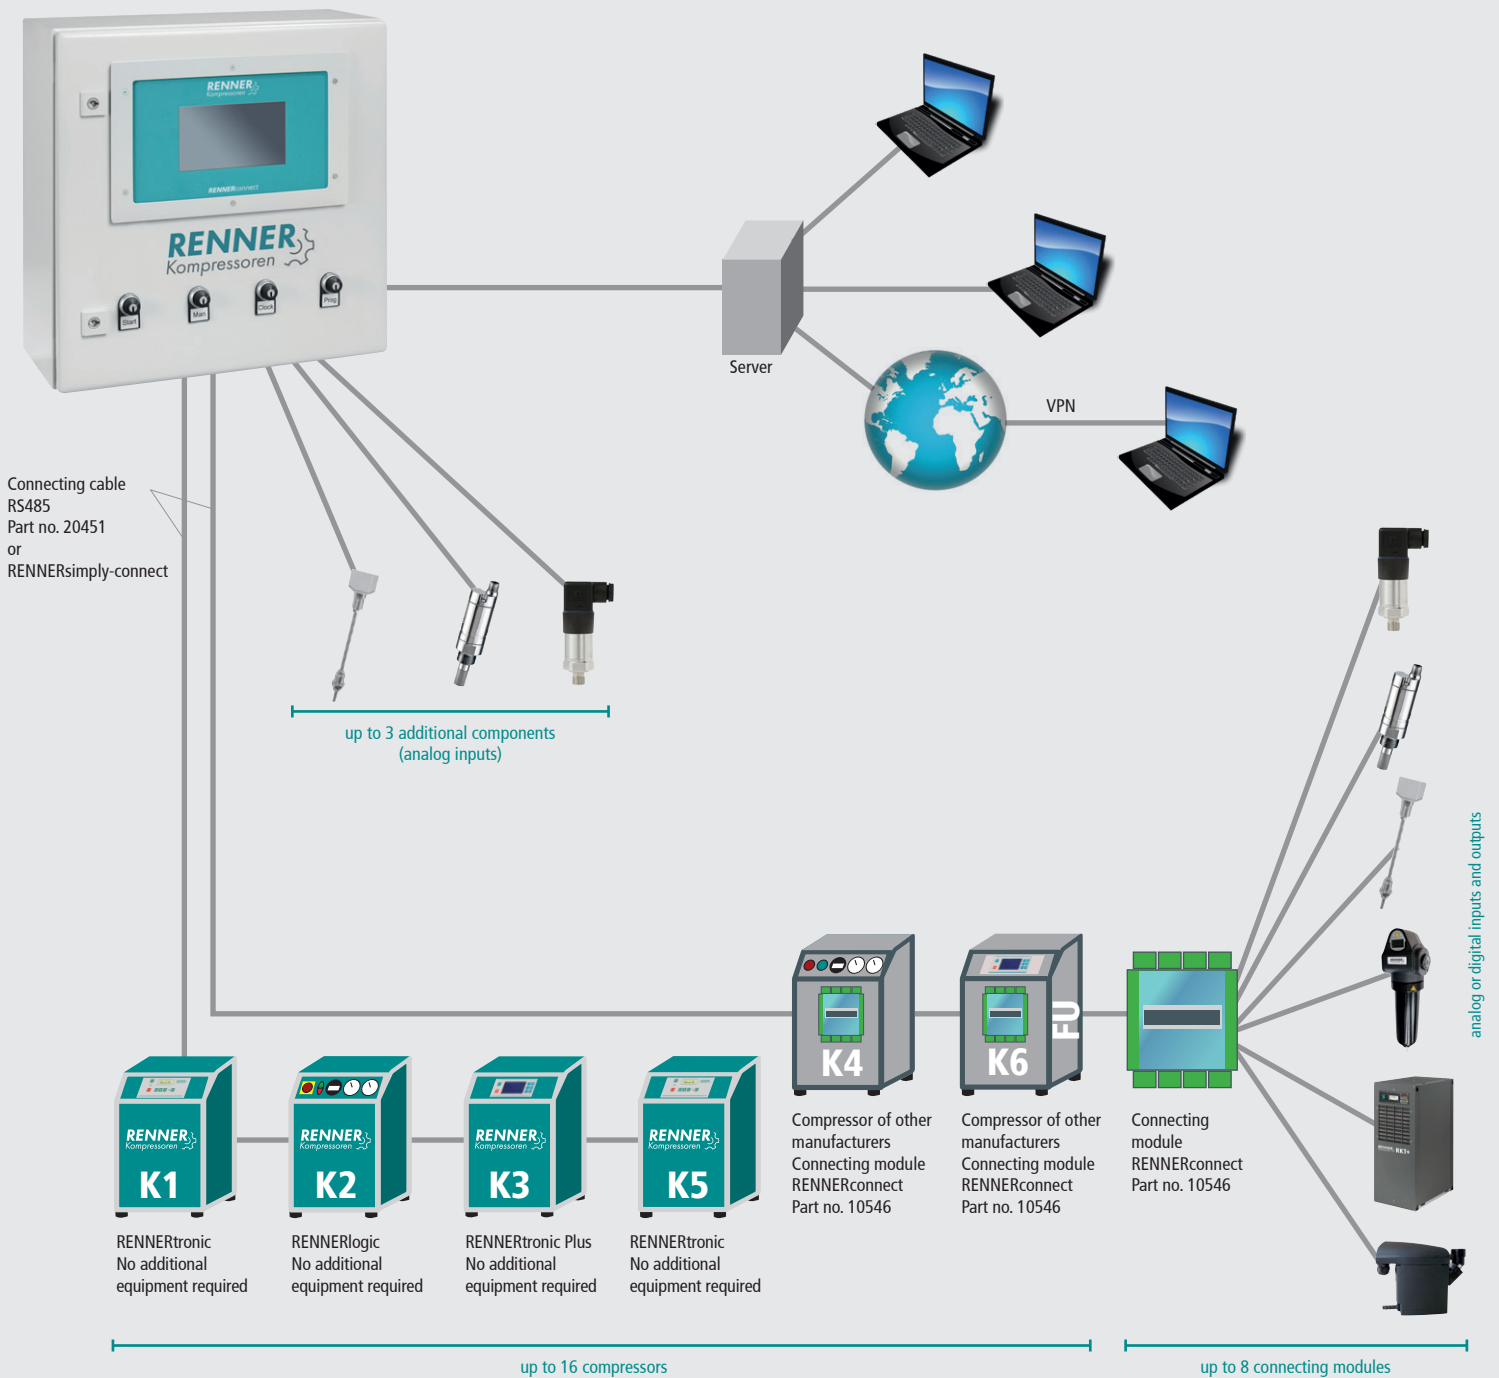 RENNER
Kompressoren
RENNERconnect
RENNER
Kompressoren
Start
Man
Clock
Prog
Server
VPN
Connecting cable
RS485
Part no. 20451
or
RENNERsimply-connect
up to 3 additional components
(analog inputs)
analog or digital inputs and outputs
K4
K6
FU
Compressor of other
manufacturers
Connecting module
RENNERconnect
Part no. 10546
Compressor of other
manufacturers
Connecting module
RENNERconnect
Part no. 10546
Connecting
module
RENNERconnect
Part no. 10546
RK1+
RENNER
Kompressoren
K1
RENNER
Kompressoren
K2
RENNER
Kompressoren
K3
RENNER
Kompressoren
K5
RENNERtronic
No additional
equipment required
RENNERlogic
No additional
equipment required
RENNERtronic Plus
No additional
equipment required
RENNERtronic
No additional
equipment required
up to 16 compressors
up to 8 connecting modules